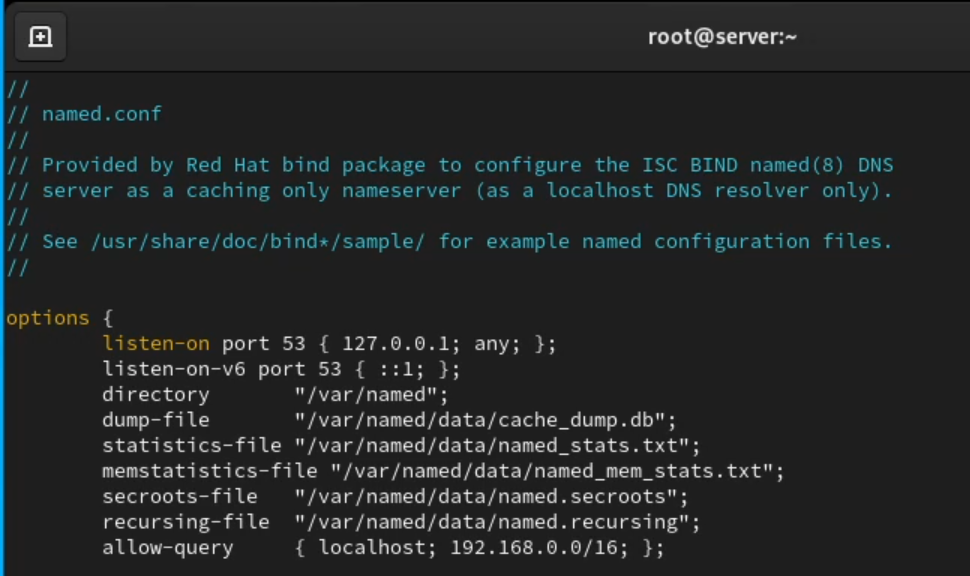 root@server:~
//
// named.conf
//
// Provided by Red Hat bind package to configure the ISC BIND named(8) DNS
// server as a caching only nameserver (as a localhost DNS resolver only).
//
// See /usr/share/doc/bind*/sample/ for example named configuration files.
//
options {
listen-on port 53 { 127.0.0.1; any; };
listen-on-v6 port 53 { ::1; };
directory "/var/named";
dump-file "/var/named/data/cache_dump.db";
statistics-file "/var/named/data/named_stats.txt";
memstatistics-file "/var/named/data/named_mem_stats.txt";
secroots-file "/var/named/data/named.secroots";
recursing-file "/var/named/data/named.recursing";
allow-query { localhost; 192.168.0.0/16; };